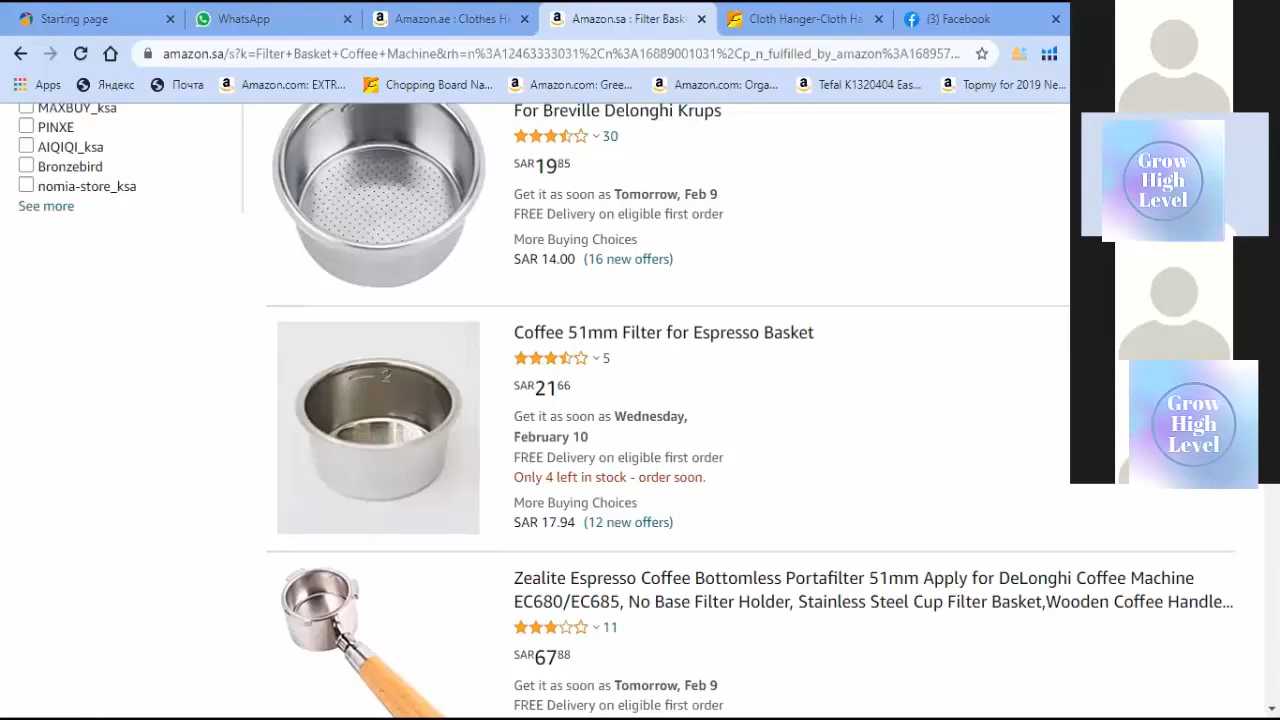 Starting page
WhatsApp
Amazon.ae : Clothes H
Amazon.sa : Filter Bask
Cloth Hanger-Cloth Ha
(3) Facebook
amazon.sa/s?k=Filter+Basket+Coffee+Machine&rh=n%3A12463333031%2Cn%3A16889001031%2Cp_n_fulfilled_by_amazon%3A168957...
Apps
Яндекс
Почта
Amazon.com: EXTR...
Chopping Board Na...
Amazon.com: Gree...
Amazon.com: Orga...
Tefal K1320404 Eas...
Topmy for 2019 Ne...
MAXBUY_ksa
PINXE
AIQIQI_ksa
Bronzebird
nomia-store_ksa
See more
For Breville Delonghi Krups
30
SAR1985
Get it as soon as Tomorrow, Feb 9
FREE Delivery on eligible first order
More Buying Choices
SAR 14.00 (16 new offers)
2
Coffee 51mm Filter for Espresso Basket
5
SAR2166
Get it as soon as Wednesday,
February 10
FREE Delivery on eligible first order
Only 4 left in stock - order soon.
More Buying Choices
SAR 17.94 (12 new offers)
Zealite Espresso Coffee Bottomless Portafilter 51mm Apply for DeLonghi Coffee Machine
EC680/EC685, No Base Filter Holder, Stainless Steel Cup Filter Basket,Wooden Coffee Handle...
11
SAR6788
Get it as soon as Tomorrow, Feb 9
FREE Delivery on eligible first order
Grow
High
Level
Grow
High
Level